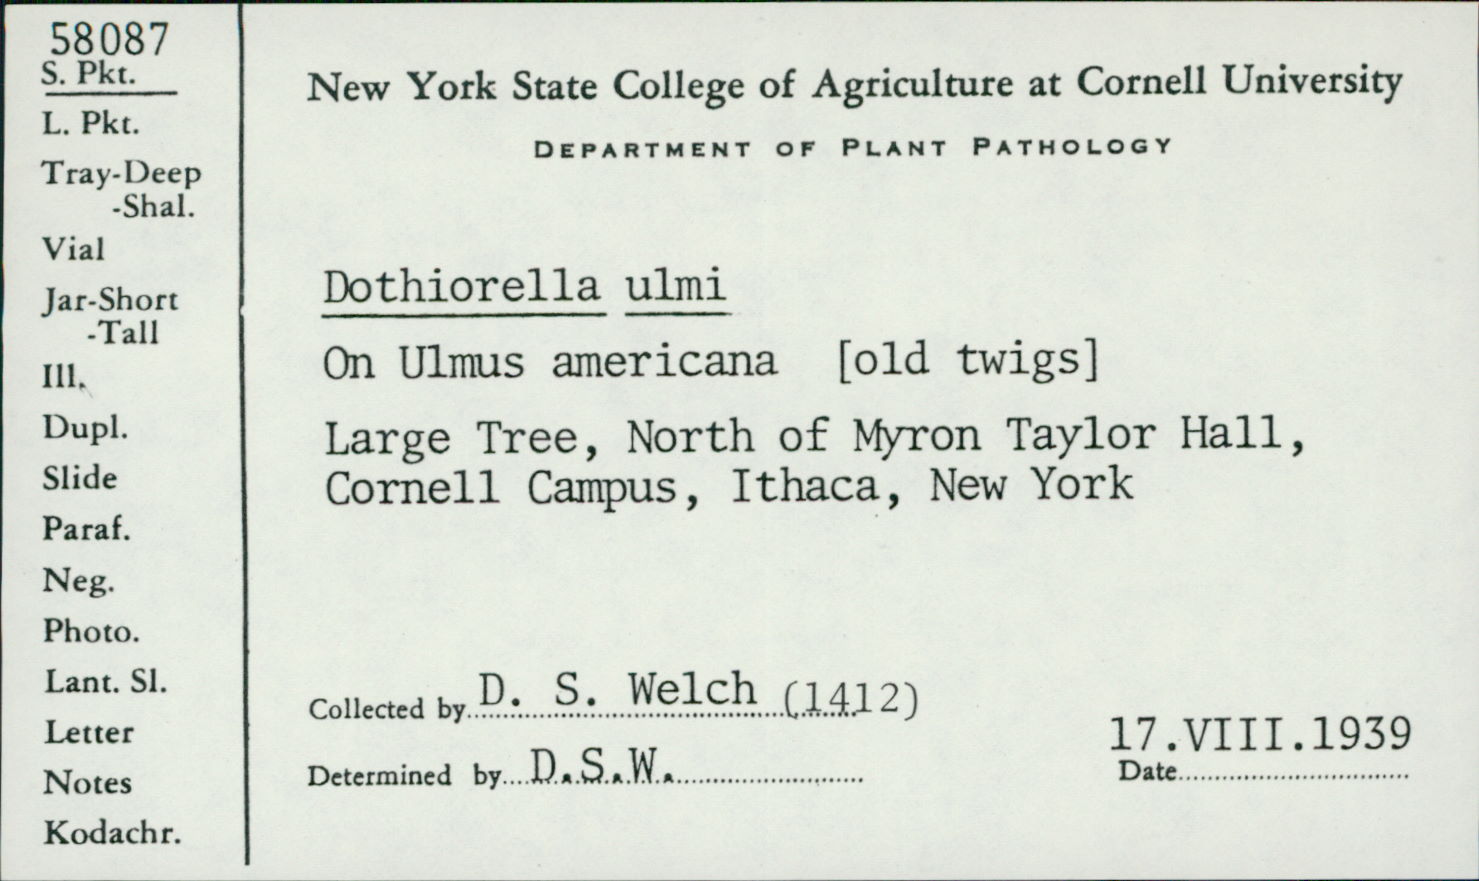 58087
S. Pkt.
L. Pkt.
Tray-Deep
-Shal.
Vial
Jar-Short
-Tall
Ill.
Dupl.
Slide
Paraf.
Neg.
Photo.
Lant. Sl.
Letter
Notes
Kodachr.
New York State College of Agriculture at Cornell University
DEPARTMENT OF PLANT PATHOLOGY
Dothiorella ulmi
On Ulmus americana [old twigs]
Large Tree, North of Myron Taylor Hall,
Cornell Campus, Ithaca, New York
Collected by D. S. Welch (1412)
Determined by D.S.W.
17.VIII.1939
Date